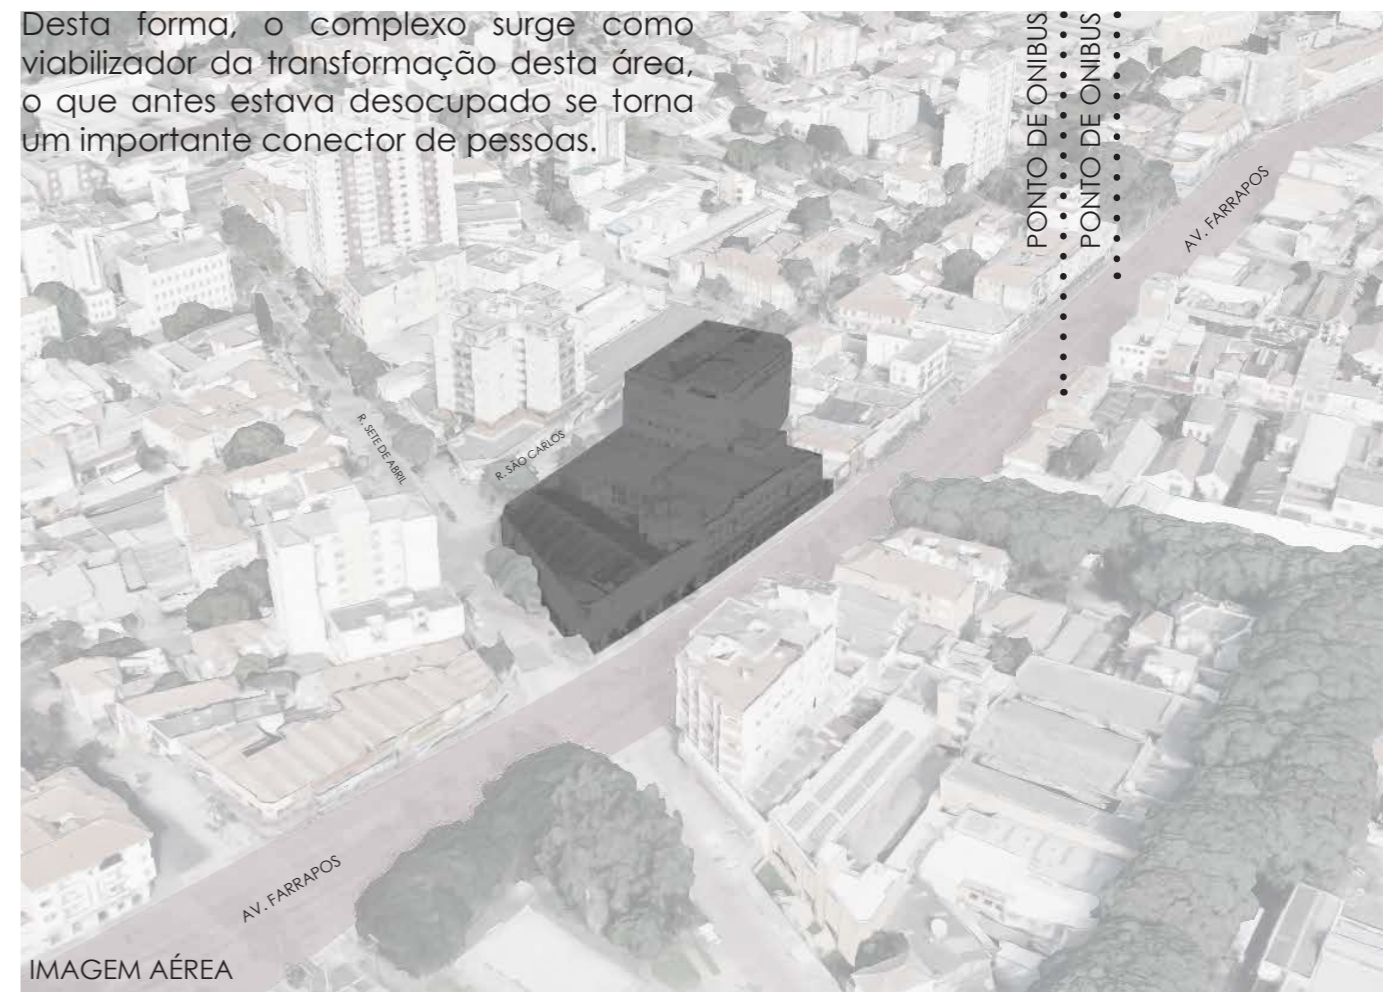 Desta forma, o complexo surge como
viabilizador da transformação desta área,
o que antes estava desocupado se torna
um importante conector de pessoas.
PONTO DE ONIBUS
PONTO DE ONIBUS
AV. FARRAPOS
R. SETE DE ABRIL
R. SÃO CARLOS
AV. FARRAPOS
IMAGEM AÉREA